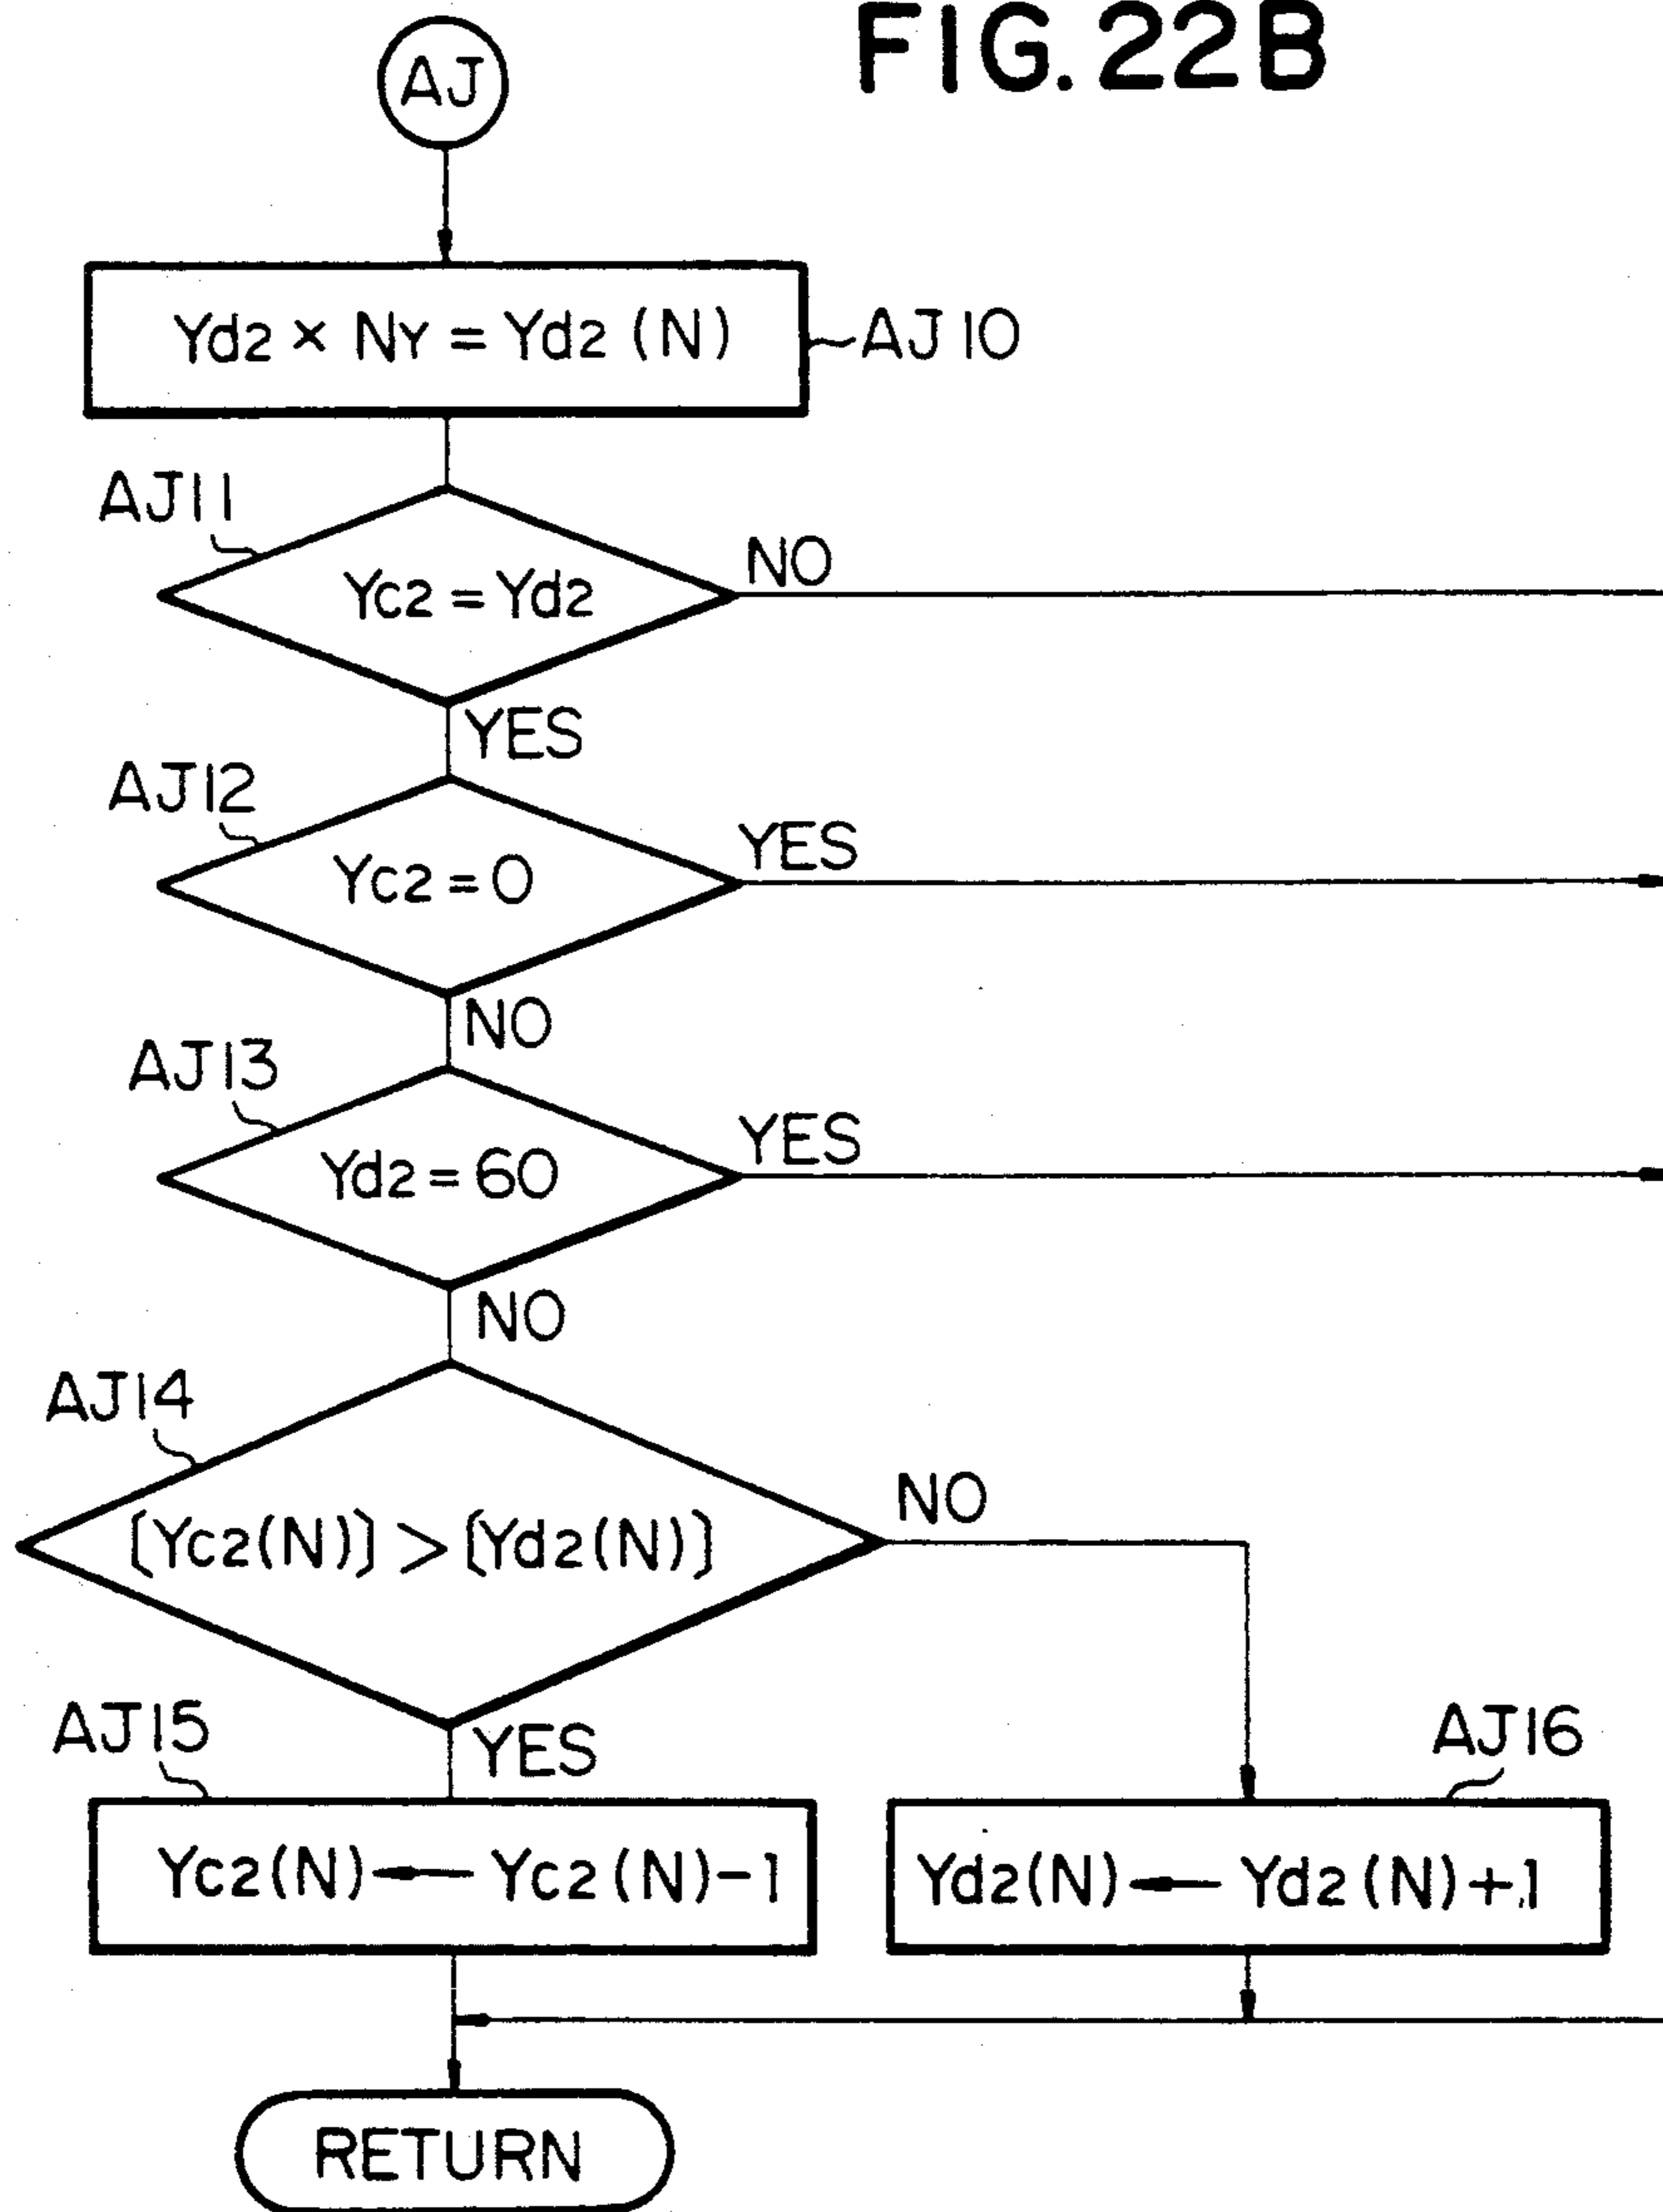 FIG. 22B
AJ
Yd2 × NY = Yd2 (N)
AJ10
AJ11
Yc2 = Yd2
NO
YES
AJ12
Yc2 = 0
YES
NO
AJ13
Yd2 = 60
YES
NO
AJ14
[Yc2(N)] > [Yd2(N)]
NO
YES
AJ15
Yc2(N) ← Yc2(N)-1
AJ16
Yd2(N) ← Yd2(N)+1
RETURN